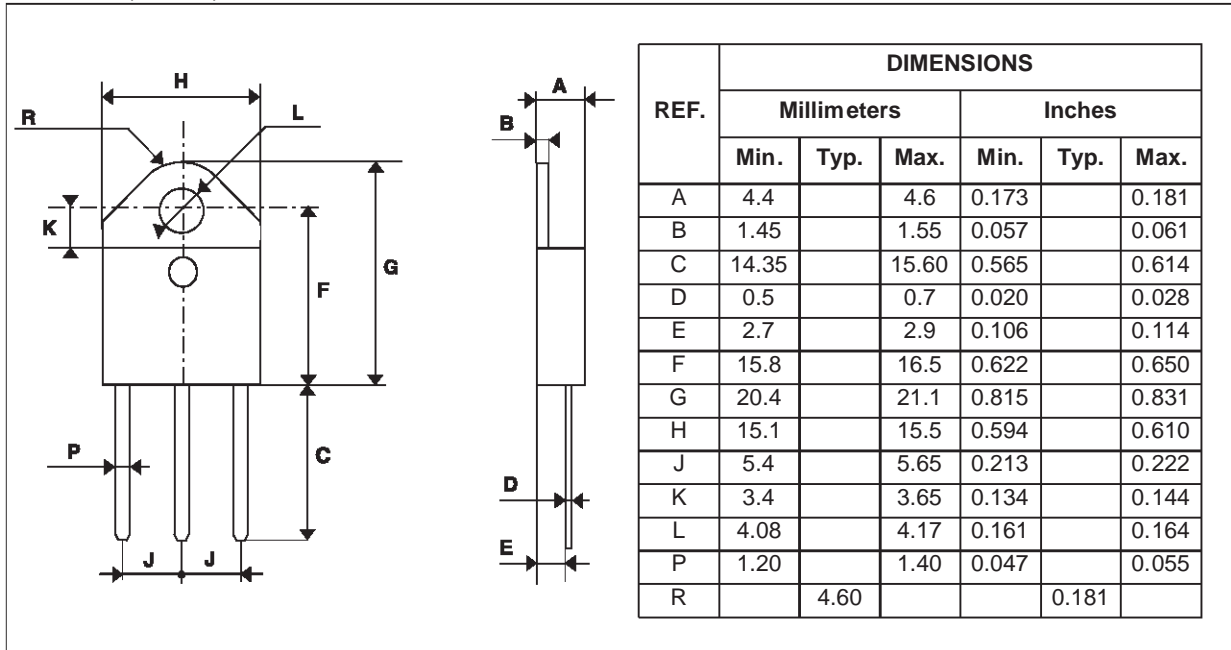 H
A
R
L
B
K
G
F
P
C
D
E
J J
DIMENSIONS
REF. Millimeters Inches
Min. Typ. Max. Min. Typ. Max.
A 4.4 4.6 0.173 0.181
B 1.45 1.55 0.057 0.061
C 14.35 15.60 0.565 0.614
D 0.5 0.7 0.020 0.028
E 2.7 2.9 0.106 0.114
F 15.8 16.5 0.622 0.650
G 20.4 21.1 0.815 0.831
H 15.1 15.5 0.594 0.610
J 5.4 5.65 0.213 0.222
K 3.4 3.65 0.134 0.144
L 4.08 4.17 0.161 0.164
P 1.20 1.40 0.047 0.055
R 4.60 0.181